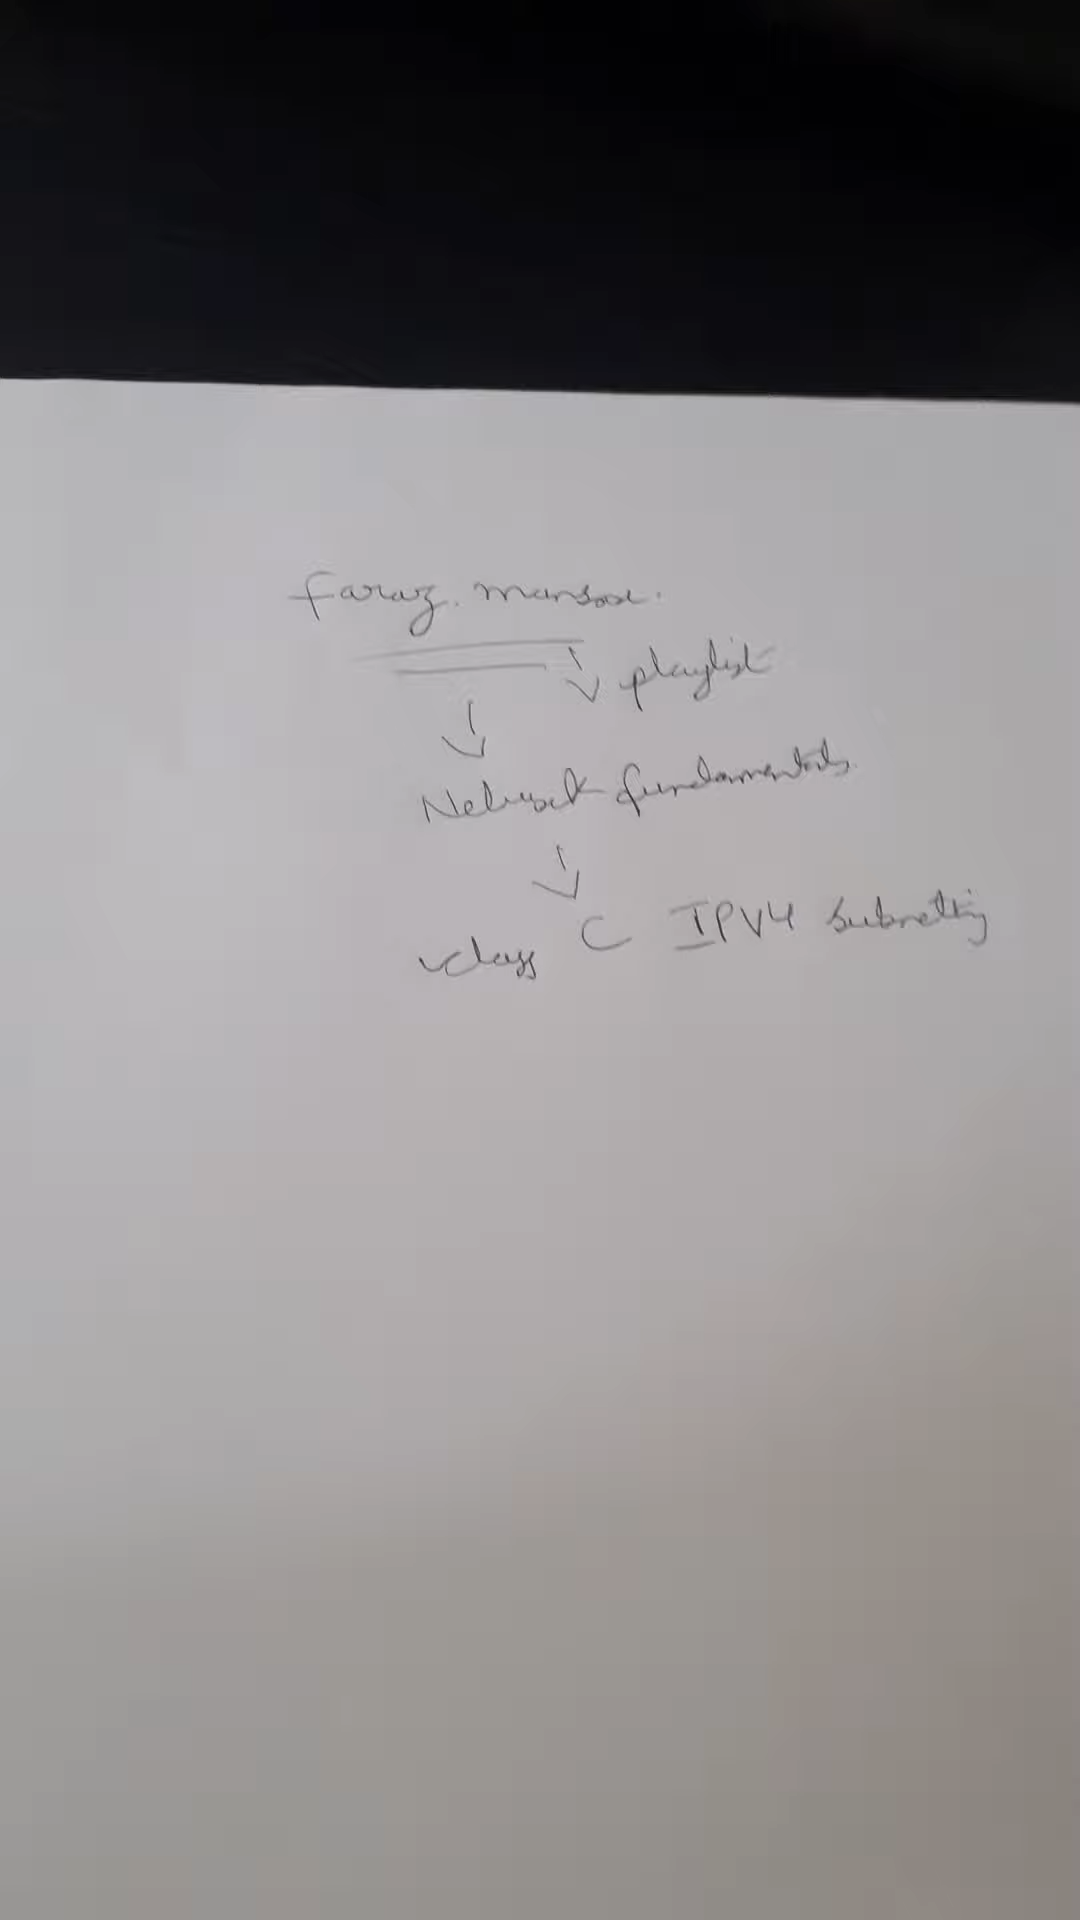 faraz. mansoor.
↓ playlist
↓
Network fundamentals.
↓
class C IPV4 subnetting